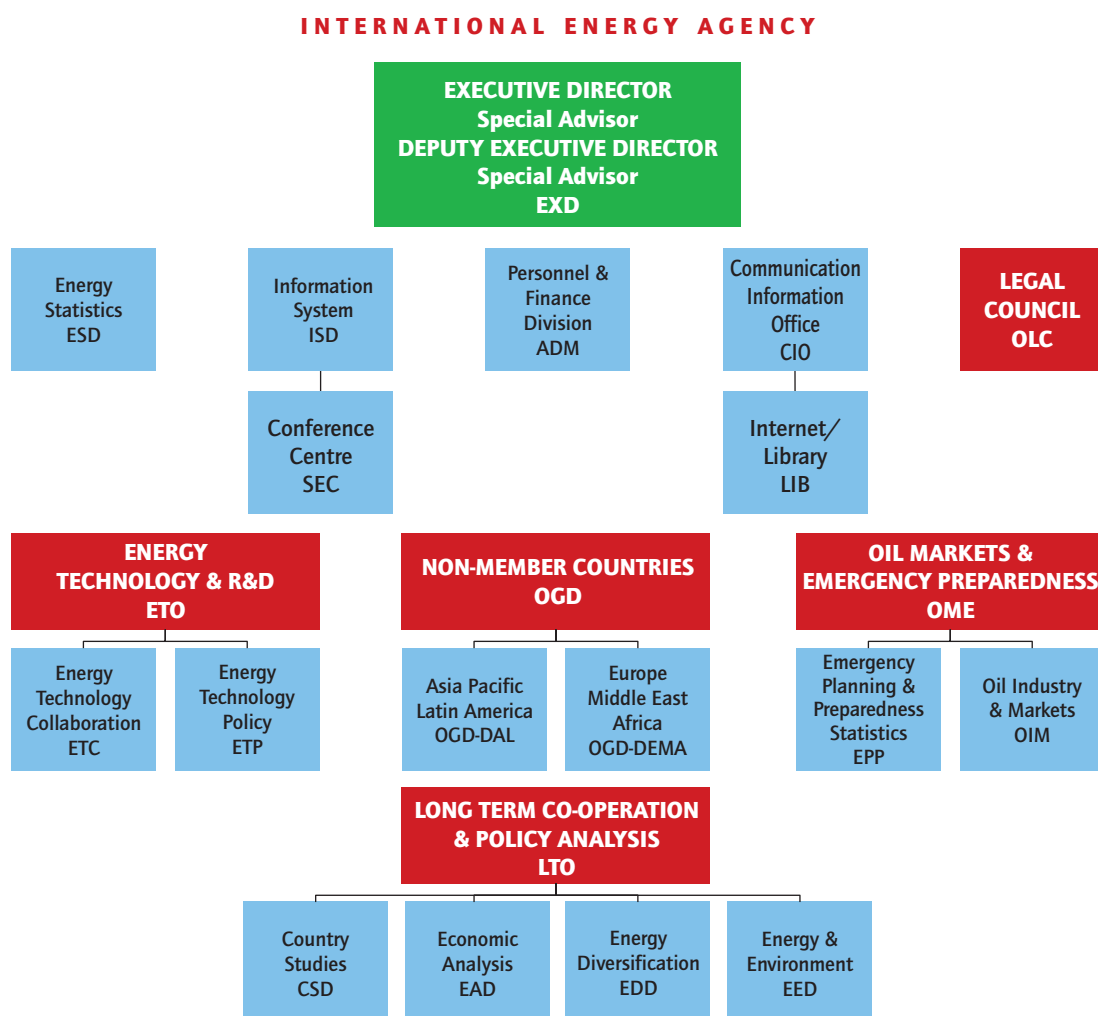 INTERNATIONAL ENERGY AGENCY
EXECUTIVE DIRECTOR
Special Advisor
DEPUTY EXECUTIVE DIRECTOR
Special Advisor
EXD
Energy
Statistics
ESD
Information
System
ISD
Personnel &
Finance
Division
ADM
Communication
Information
Office
CIO
LEGAL
COUNCIL
OLC
Conference
Centre
SEC
Internet/
Library
LIB
ENERGY
TECHNOLOGY & R&D
ETO
NON-MEMBER COUNTRIES
OGD
OIL MARKETS &
EMERGENCY PREPAREDNESS
OME
Energy
Technology
Collaboration
ETC
Energy
Technology
Policy
ETP
Asia Pacific
Latin America
OGD-DAL
Europe
Middle East
Africa
OGD-DEMA
Emergency
Planning &
Preparedness
Statistics
EPP
Oil Industry
& Markets
OIM
LONG TERM CO-OPERATION
& POLICY ANALYSIS
LTO
Country
Studies
CSD
Economic
Analysis
EAD
Energy
Diversification
EDD
Energy &
Environment
EED